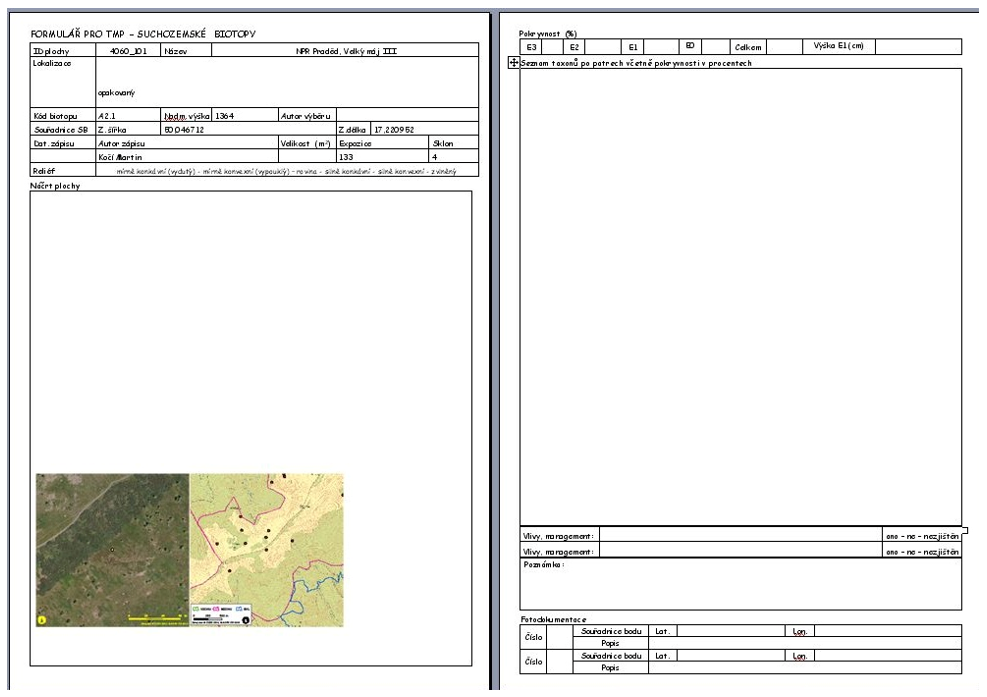 FORMULÁŘ PRO TMP – SUCHOZEMSKÉ BIOTOPY
ID plochy 4060_101 Název NPR Praděd, Velký máj III
Lokalizace
opakovaný
Kód biotopu A2.1 Nadm. výška 1364 Autor výběru
Souřadnice SB Z. šířka 50.046712 Z.délka 17.220952
Dat. zápisu Autor zápisu Velikost (m²) Expozice Sklon
Kočí Martin 133 4
Reliéf mírně konkávní (vydutý) - mírně konvexní (vypouklý) - rovina - silně konkávní - silně konvexní - zvlněný
Náčrt plochy
Pokryvnost (%)
E3 E2 E1 E0 Celkem Výška E1 (cm)
Seznam taxonů po patrech včetně pokryvnosti v procentech
Vlivy, management: ano – ne – nezjištěn
Vlivy, management: ano – ne – nezjištěn
Poznámka:
Fotodokumentace
Číslo Souřadnice bodu Lat. Lon.
Popis
Číslo Souřadnice bodu Lat. Lon.
Popis